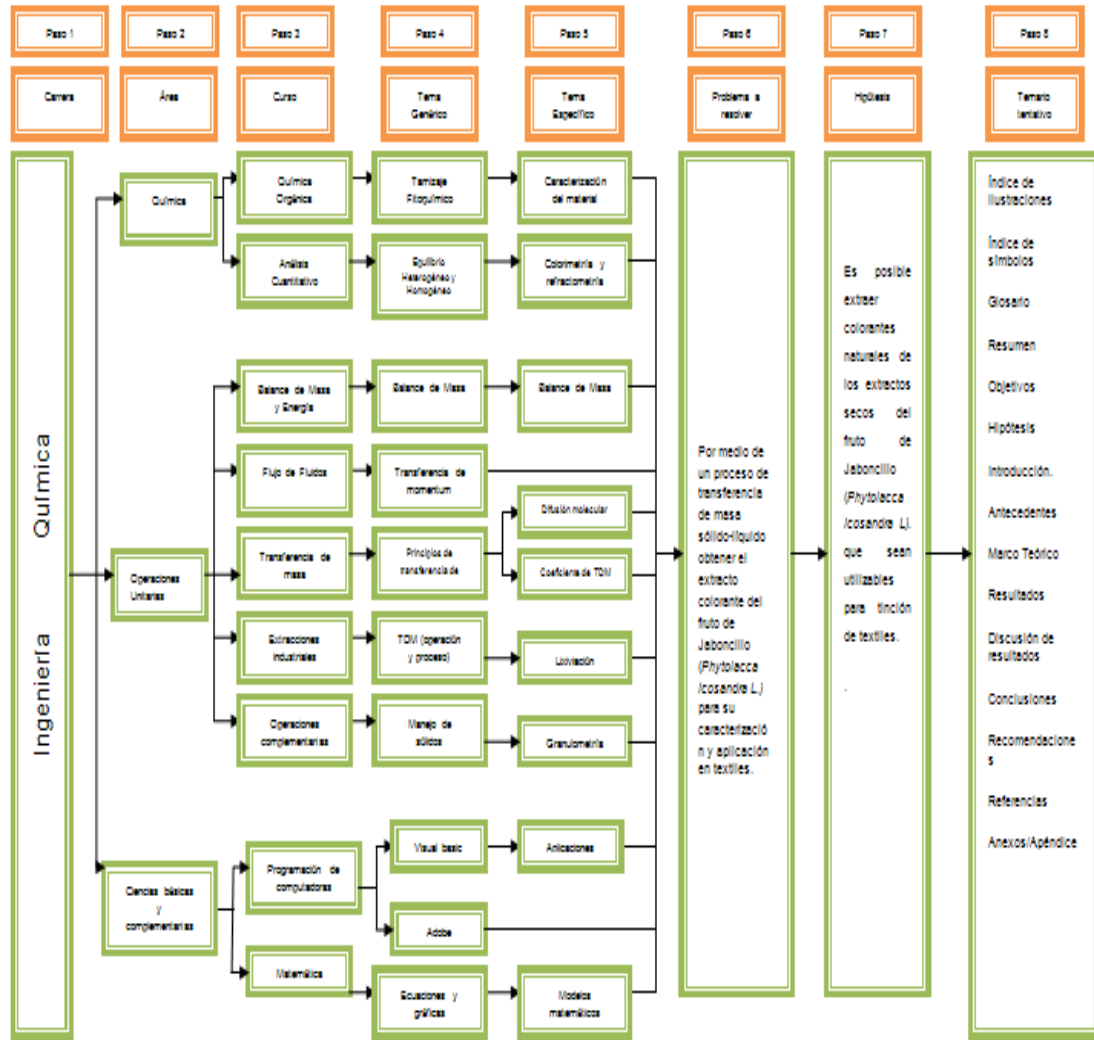 Paso 1
Paso 2
Paso 3
Paso 4
Paso 5
Paso 6
Paso 7
Paso 8
Carrera
Área
Curso
Tema
Genérico
Tema
Específico
Problema a
resolver
Hipótesis
Temario
tentativo
Ingeniería Química
Química
Química
Orgánica
Tamizaje
Fitoquímico
Caracterización
del material
Análisis
Cuantitativo
Equilibrio
Heterogéneo y
Homogéneo
Colorimetría y
refractometría
Operaciones
Unitarias
Balance de Masa
y Energía
Balance de Masa
Balance de Masa
Flujo de Fluidos
Transferencia de
momentum
Transferencia de
masa
Principios de
transferencia de
Difusión molecular
Coeficiente de TDM
Extracciones
industriales
TDM (operación
y proceso)
Lixiviación
Operaciones
complementarias
Manejo de
sólidos
Granulometría
Ciencias básicas
y
complementarias
Programación de
computadoras
Visual basic
Anlicaciones
Adobe
Matemática
Ecuaciones y
gráficas
Modelos
matemáticos
Por medio de
un proceso de
transferencia
de masa
sólido-líquido
obtener el
extracto
colorante del
fruto de
Jaboncillo
(Phytolacca
Icosandra L.)
para su
caracterizació
n y aplicación
en textiles.
Es posible
extraer
colorantes
naturales de
los extractos
secos del
fruto de
Jaboncillo
(Phytolacca
Icosandra L).
que sean
utilizables
para tinción
de textiles.
.
Índice de
ilustraciones
Índice de
símbolos
Glosario
Resumen
Objetivos
Hipótesis
Introducción.
Antecedentes
Marco Teórico
Resultados
Discusión de
resultados
Conclusiones
Recomendacione
s
Referencias
Anexos/Apéndice